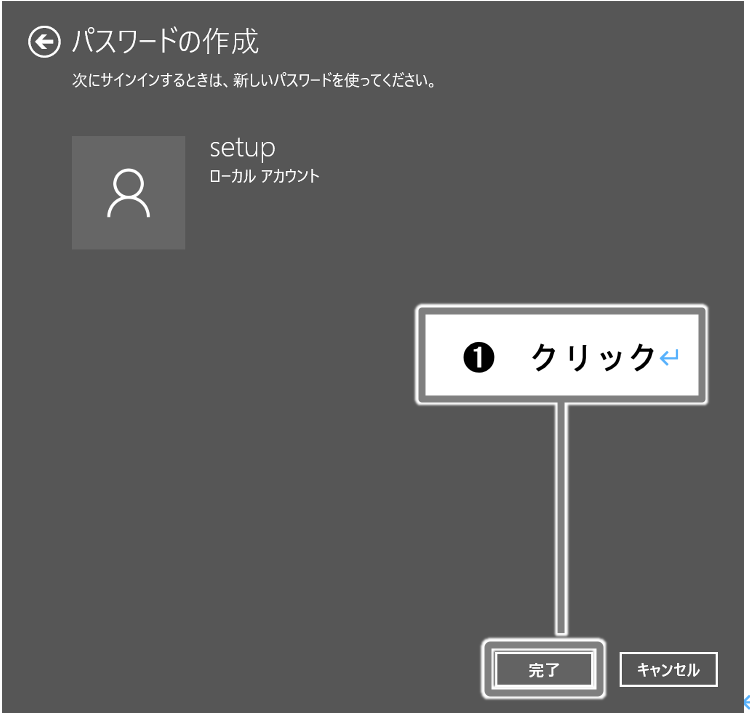 パスワードの作成
次にサインインするときは、新しいパスワードを使ってください。
setup
ローカル アカウント
❶ クリック↵
完了
キャンセル